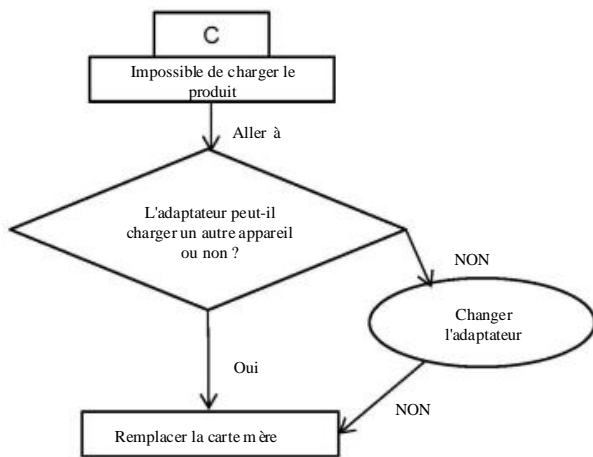 C
Impossible de charger le
produit
Aller à
L'adaptateur peut-il
charger un autre appareil
ou non ?
NON
Changer
l'adaptateur
Oui
NON
Remplacer la carte mère